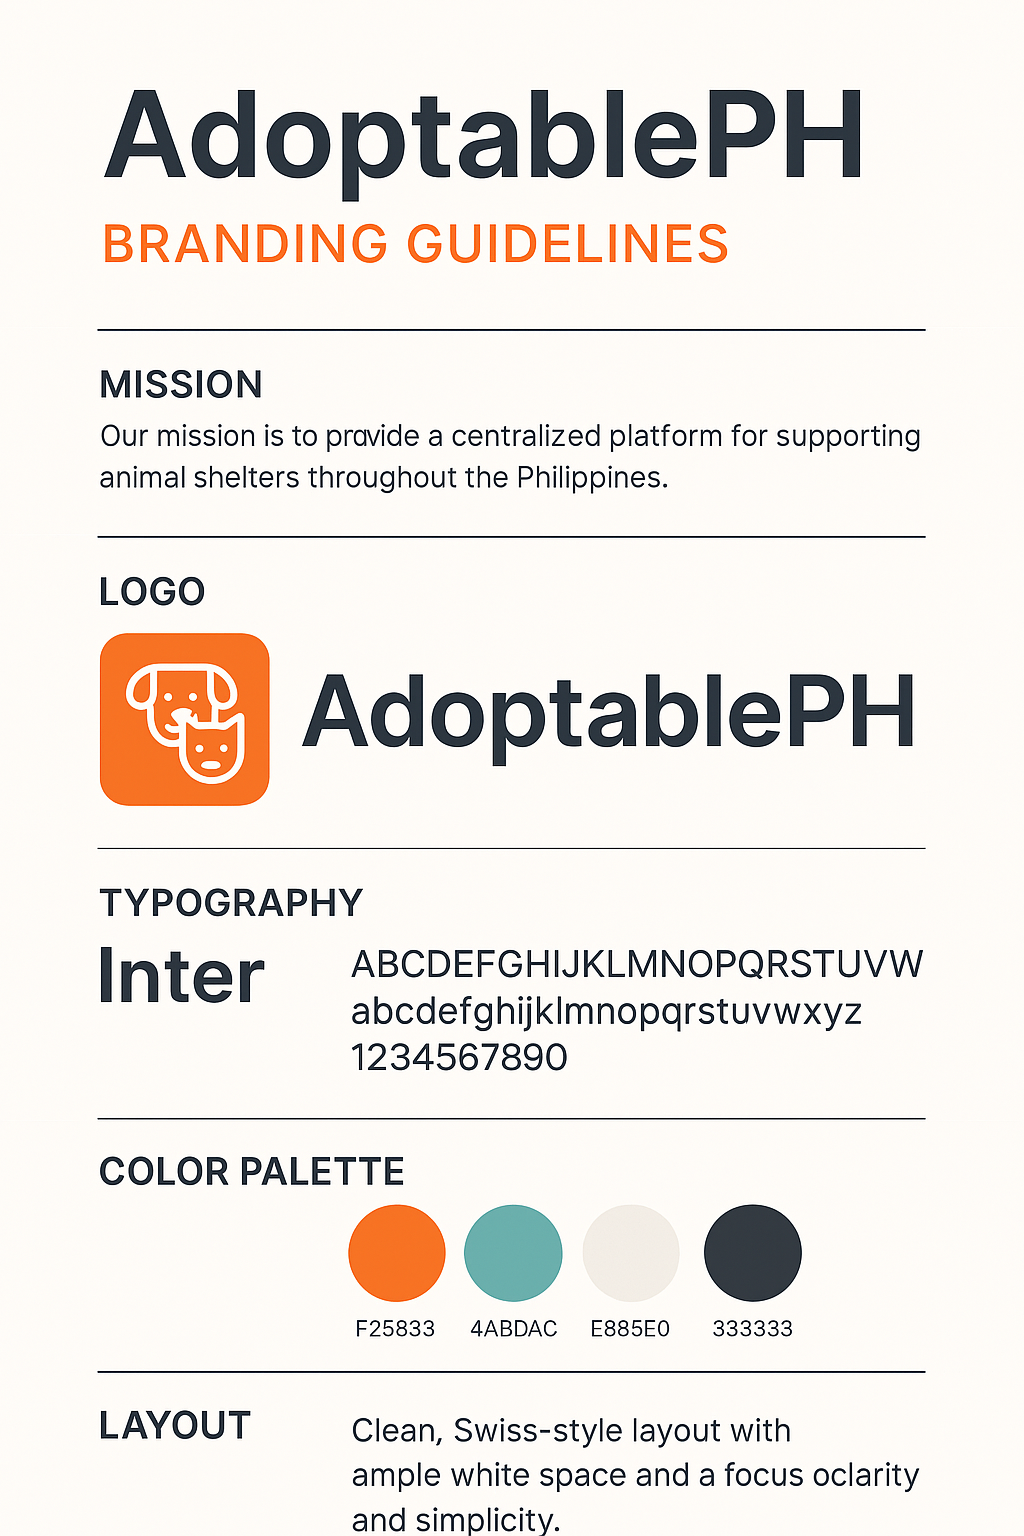 AdoptablePH
BRANDING GUIDELINES
MISSION
Our mission is to provide a centralized platform for supporting
animal shelters throughout the Philippines.
LOGO
AdoptablePH
TYPOGRAPHY
Inter
ABCDEFGHIJKLMNOPQRSTUVW
abcdefghijklmnopqrstuvwxyz
1234567890
COLOR PALETTE
F25833 4ABDAC E885E0 333333
LAYOUT
Clean, Swiss-style layout with
ample white space and a focus oclarity
and simplicity.